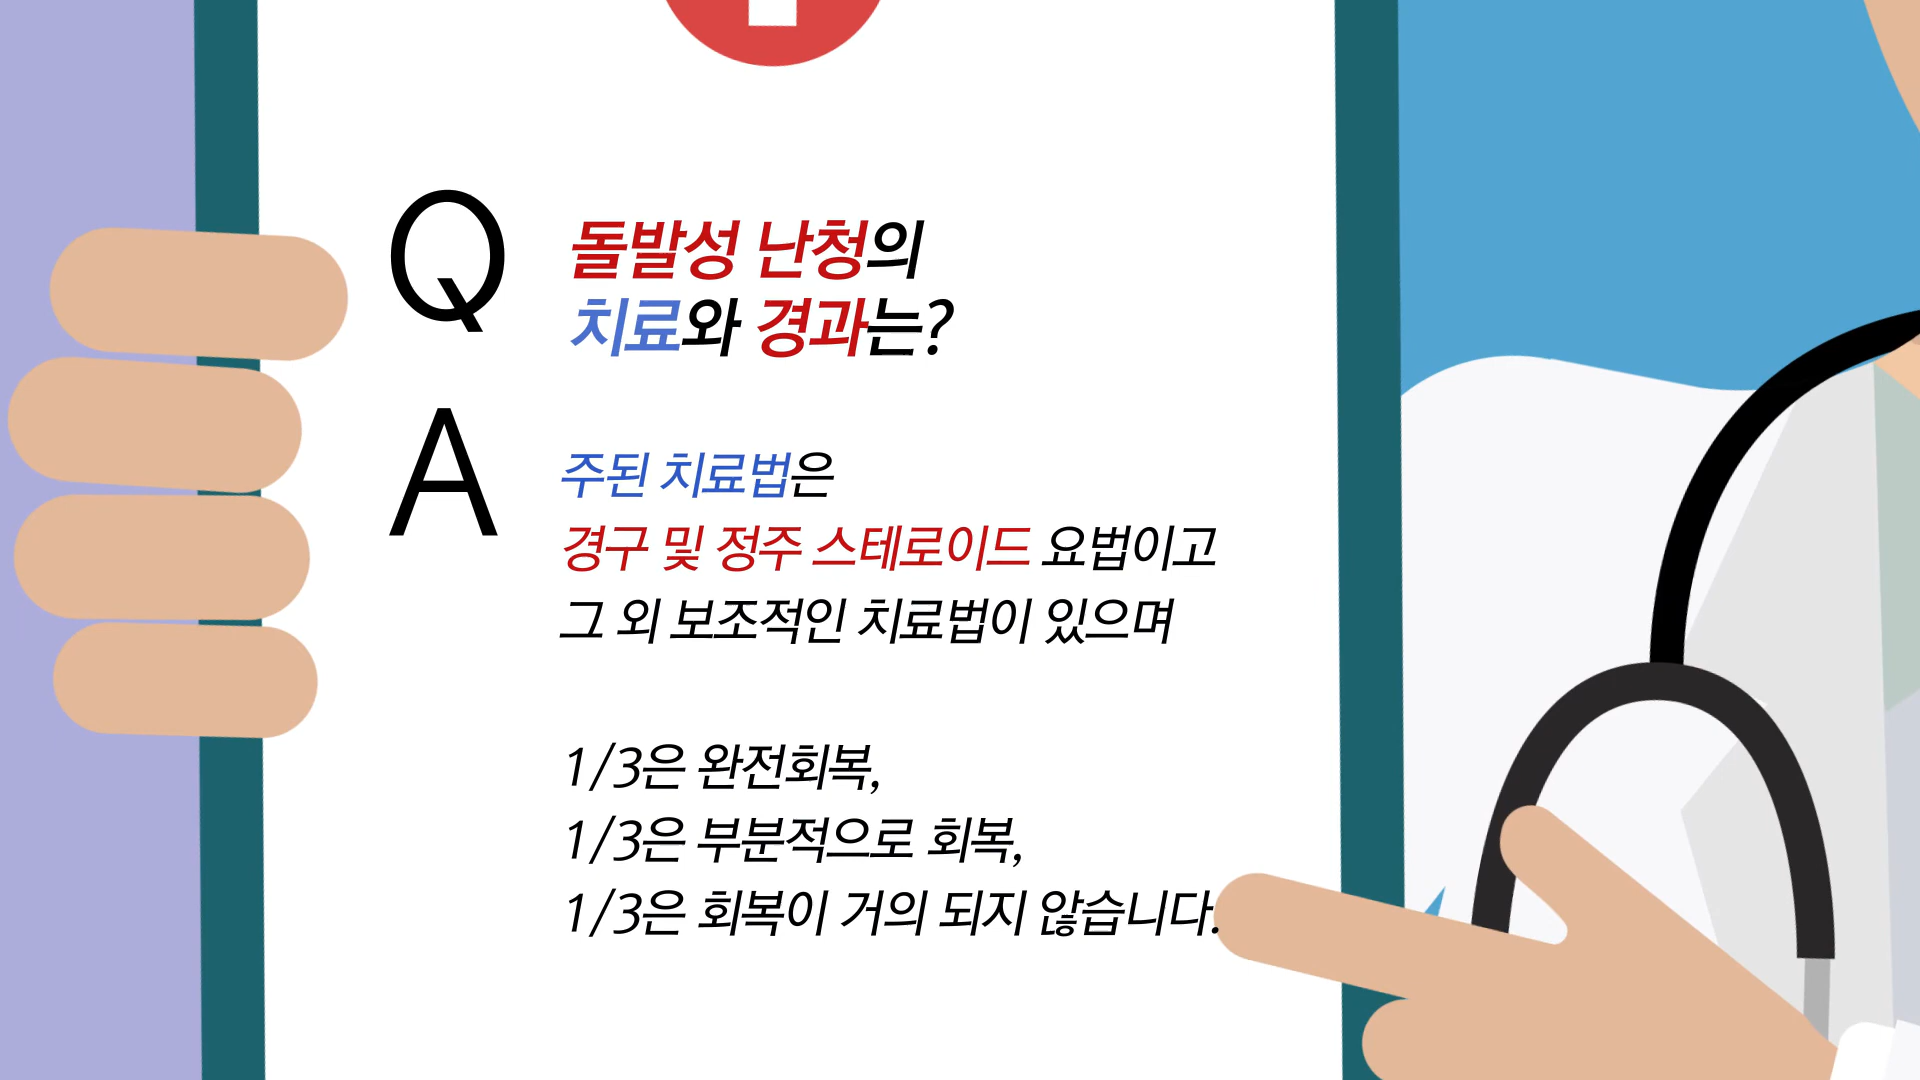 Q
돌발성 난청의
치료와 경과는?
A
주된 치료법은
경구 및 정주 스테로이드 요법이고
그 외 보조적인 치료법이 있으며
1/3은 완전회복,
1/3은 부분적으로 회복,
1/3은 회복이 거의 되지 않습니다.